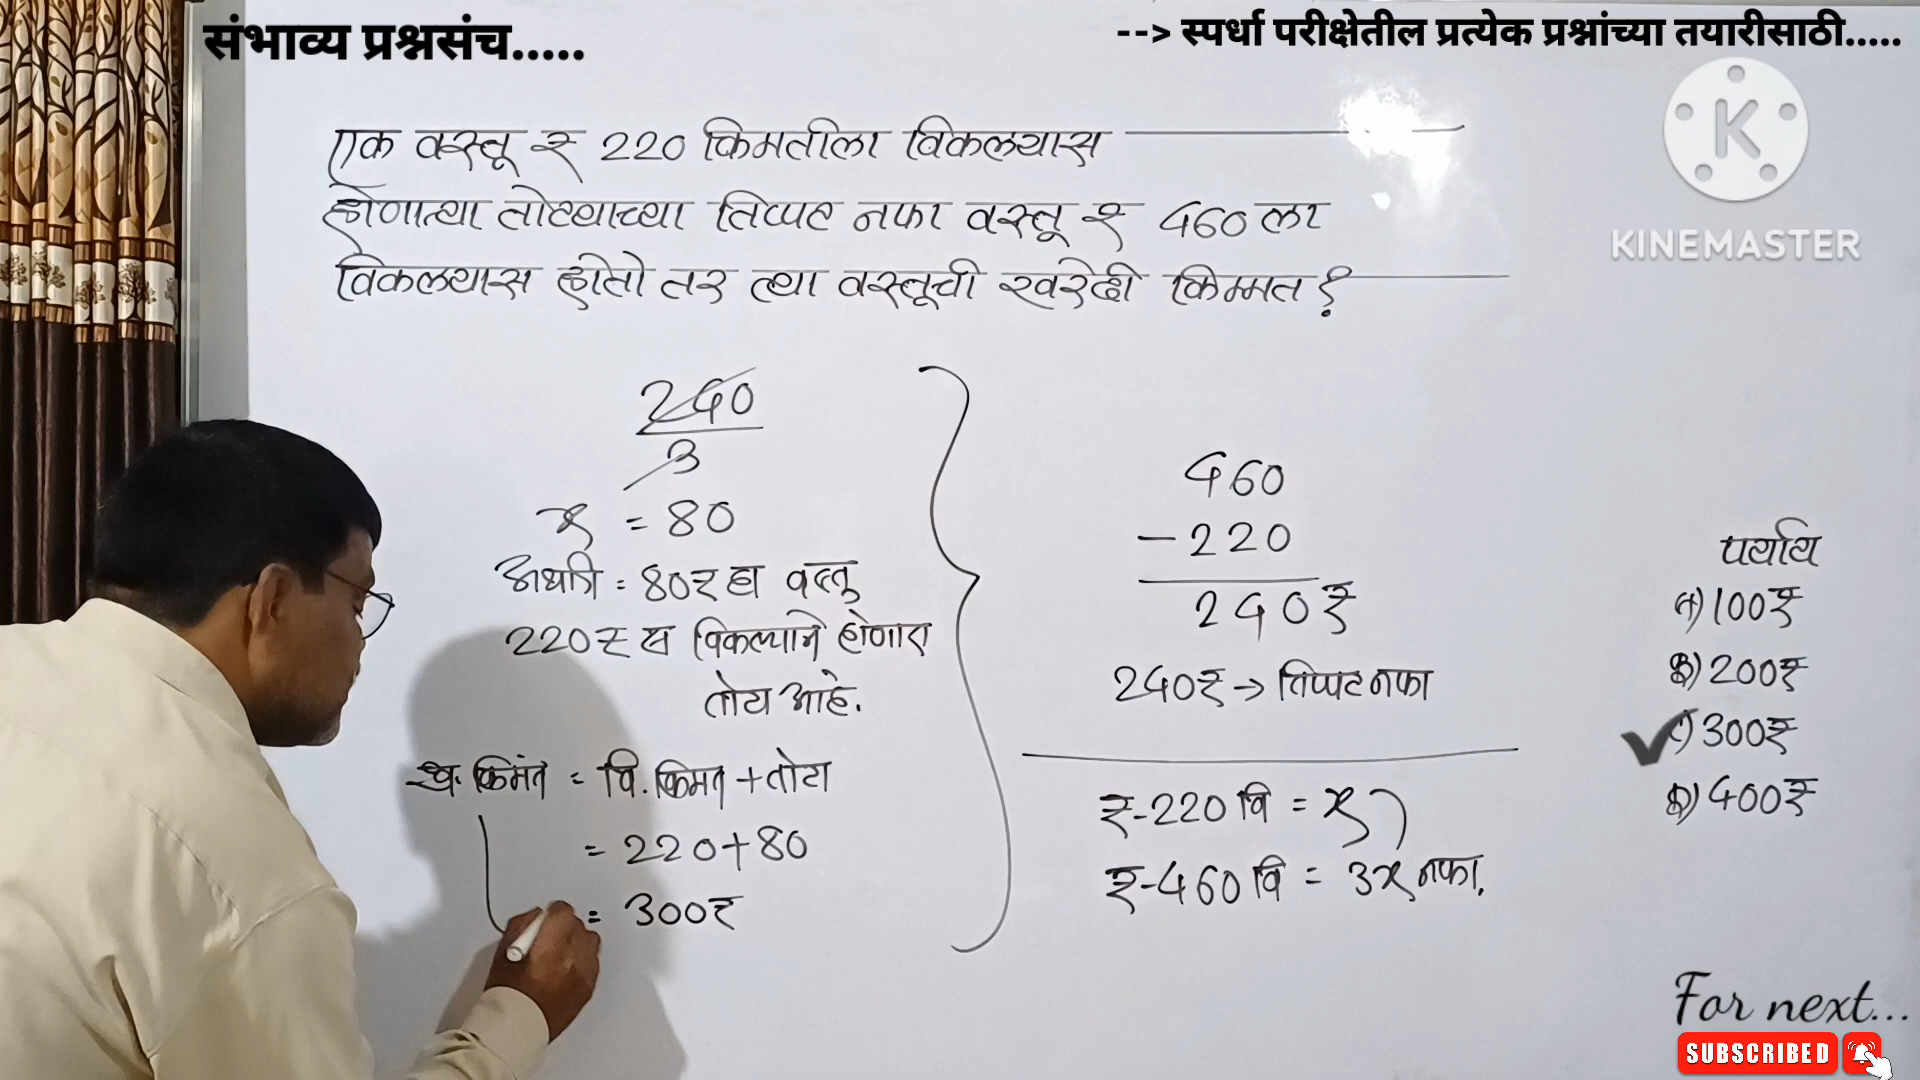 संभाव्य प्रश्नसंच.....
--> स्पर्धा परीक्षेतील प्रत्येक प्रश्नांच्या तयारीसाठी.....
KINEMASTER
एक वस्तू ₹ 220 किमतीला विकल्यास
होणाऱ्या तोट्याच्या तिप्पट नफा वस्तू ₹ 460 ला
विकल्यास होतो तर त्या वस्तूची खरेदी किम्मत ?
240
3
x = 80
अर्थात = 80₹ हा वस्तू
220₹ स विकल्याने होणारा
तोटा आहे.
ख. किमंत = वि. किमत + तोटा
= 220+80
= 300₹
460
-220
240₹
240₹ → तिप्पट नफा
₹-220 वि = x
₹-460 वि = 3x नफा.
पर्याय
A) 100₹
B) 200₹
C) 300₹
D) 400₹
For next...
SUBSCRIBED